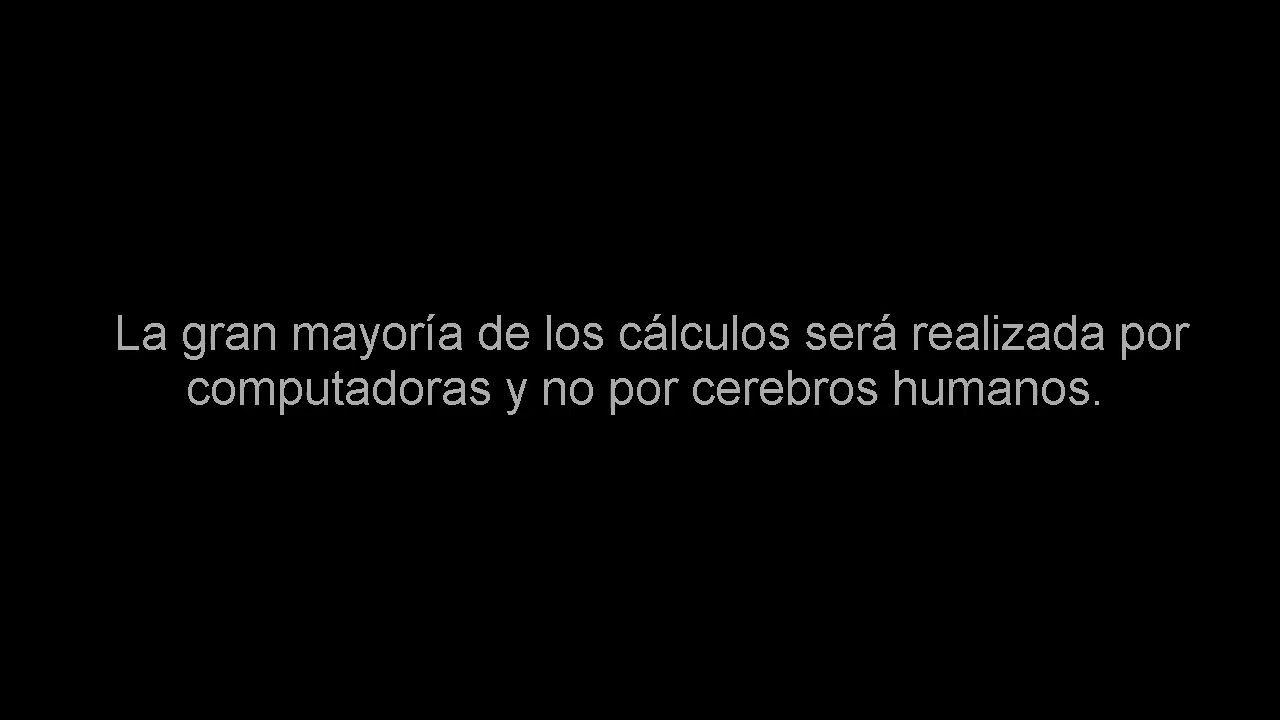 La gran mayoría de los cálculos será realizada por
computadoras y no por cerebros humanos.